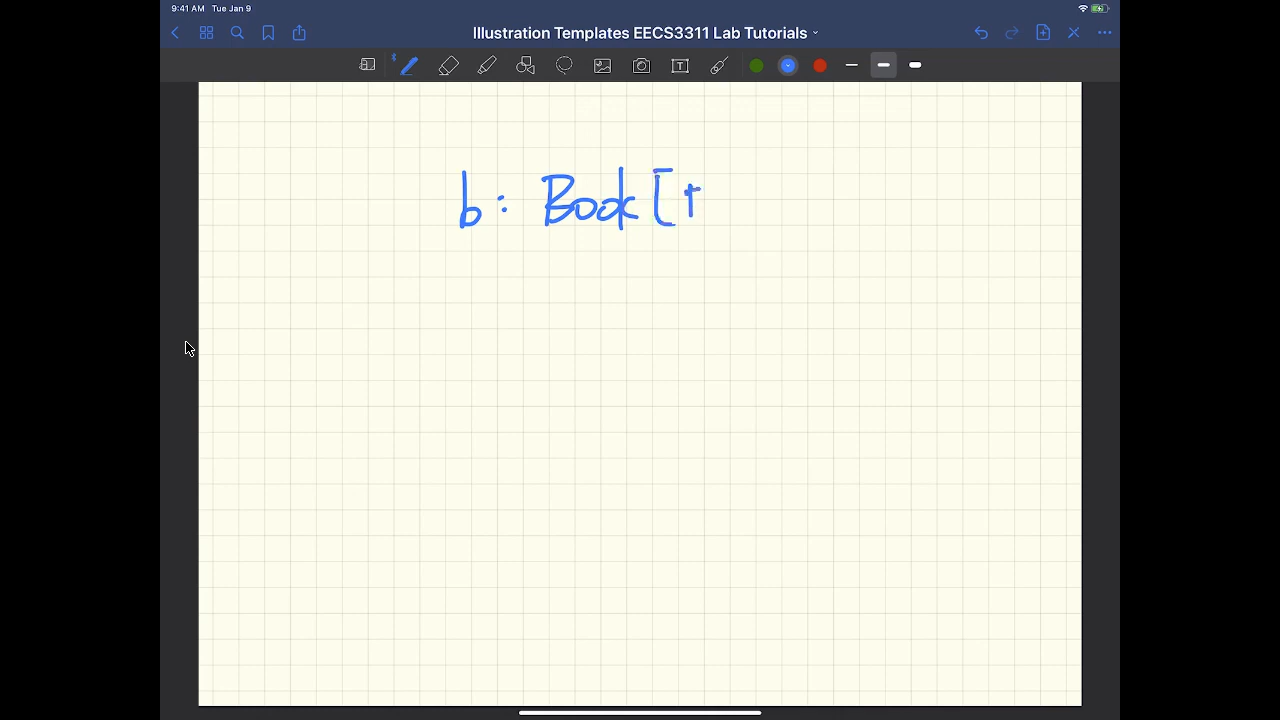 9:41 AM Tue Jan 9
Illustration Templates EECS3311 Lab Tutorials
T
b: Book [